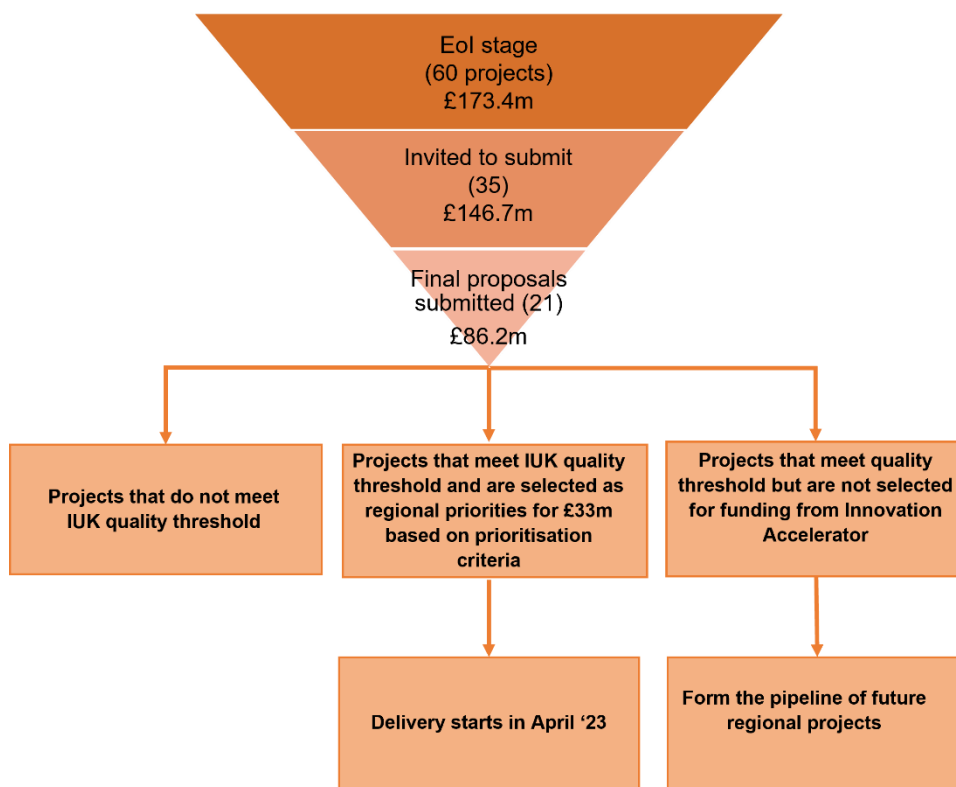 EoI stage
(60 projects)
£173.4m
Invited to submit
(35)
£146.7m
Final proposals
submitted (21)
£86.2m
Projects that do not meet
IUK quality threshold
Projects that meet IUK quality
threshold and are selected as
regional priorities for £33m
based on prioritisation
criteria
Projects that meet quality
threshold but are not selected
for funding from Innovation
Accelerator
Delivery starts in April ‘23
Form the pipeline of future
regional projects